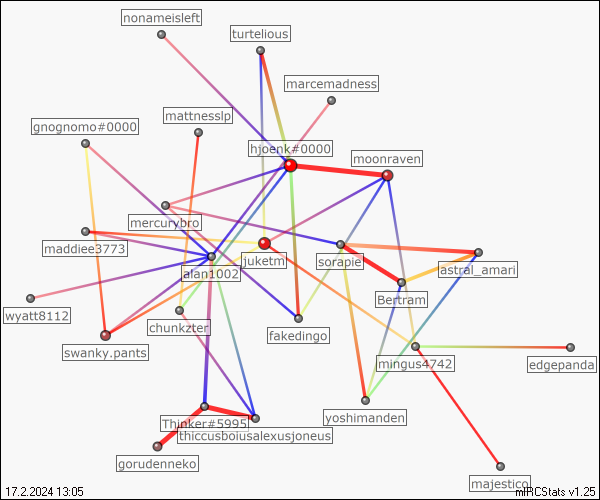 nonameisleft
turtelious
marcemadness
mattnesslp
gnognomo#0000
hjoenk#0000
moonraven
mercurybro
maddiee3773
juketm
sorapie
astral_amari
alan1002
Bertram
wyatt8112
chunkzter
fakedingo
swanky.pants
mingus4742
edgepanda
Thinker#5995
yoshimanden
thiccusboiusalexusjoneus
gorudenneko
majestico
17.2.2024 13:05
mIRCStats v1.25